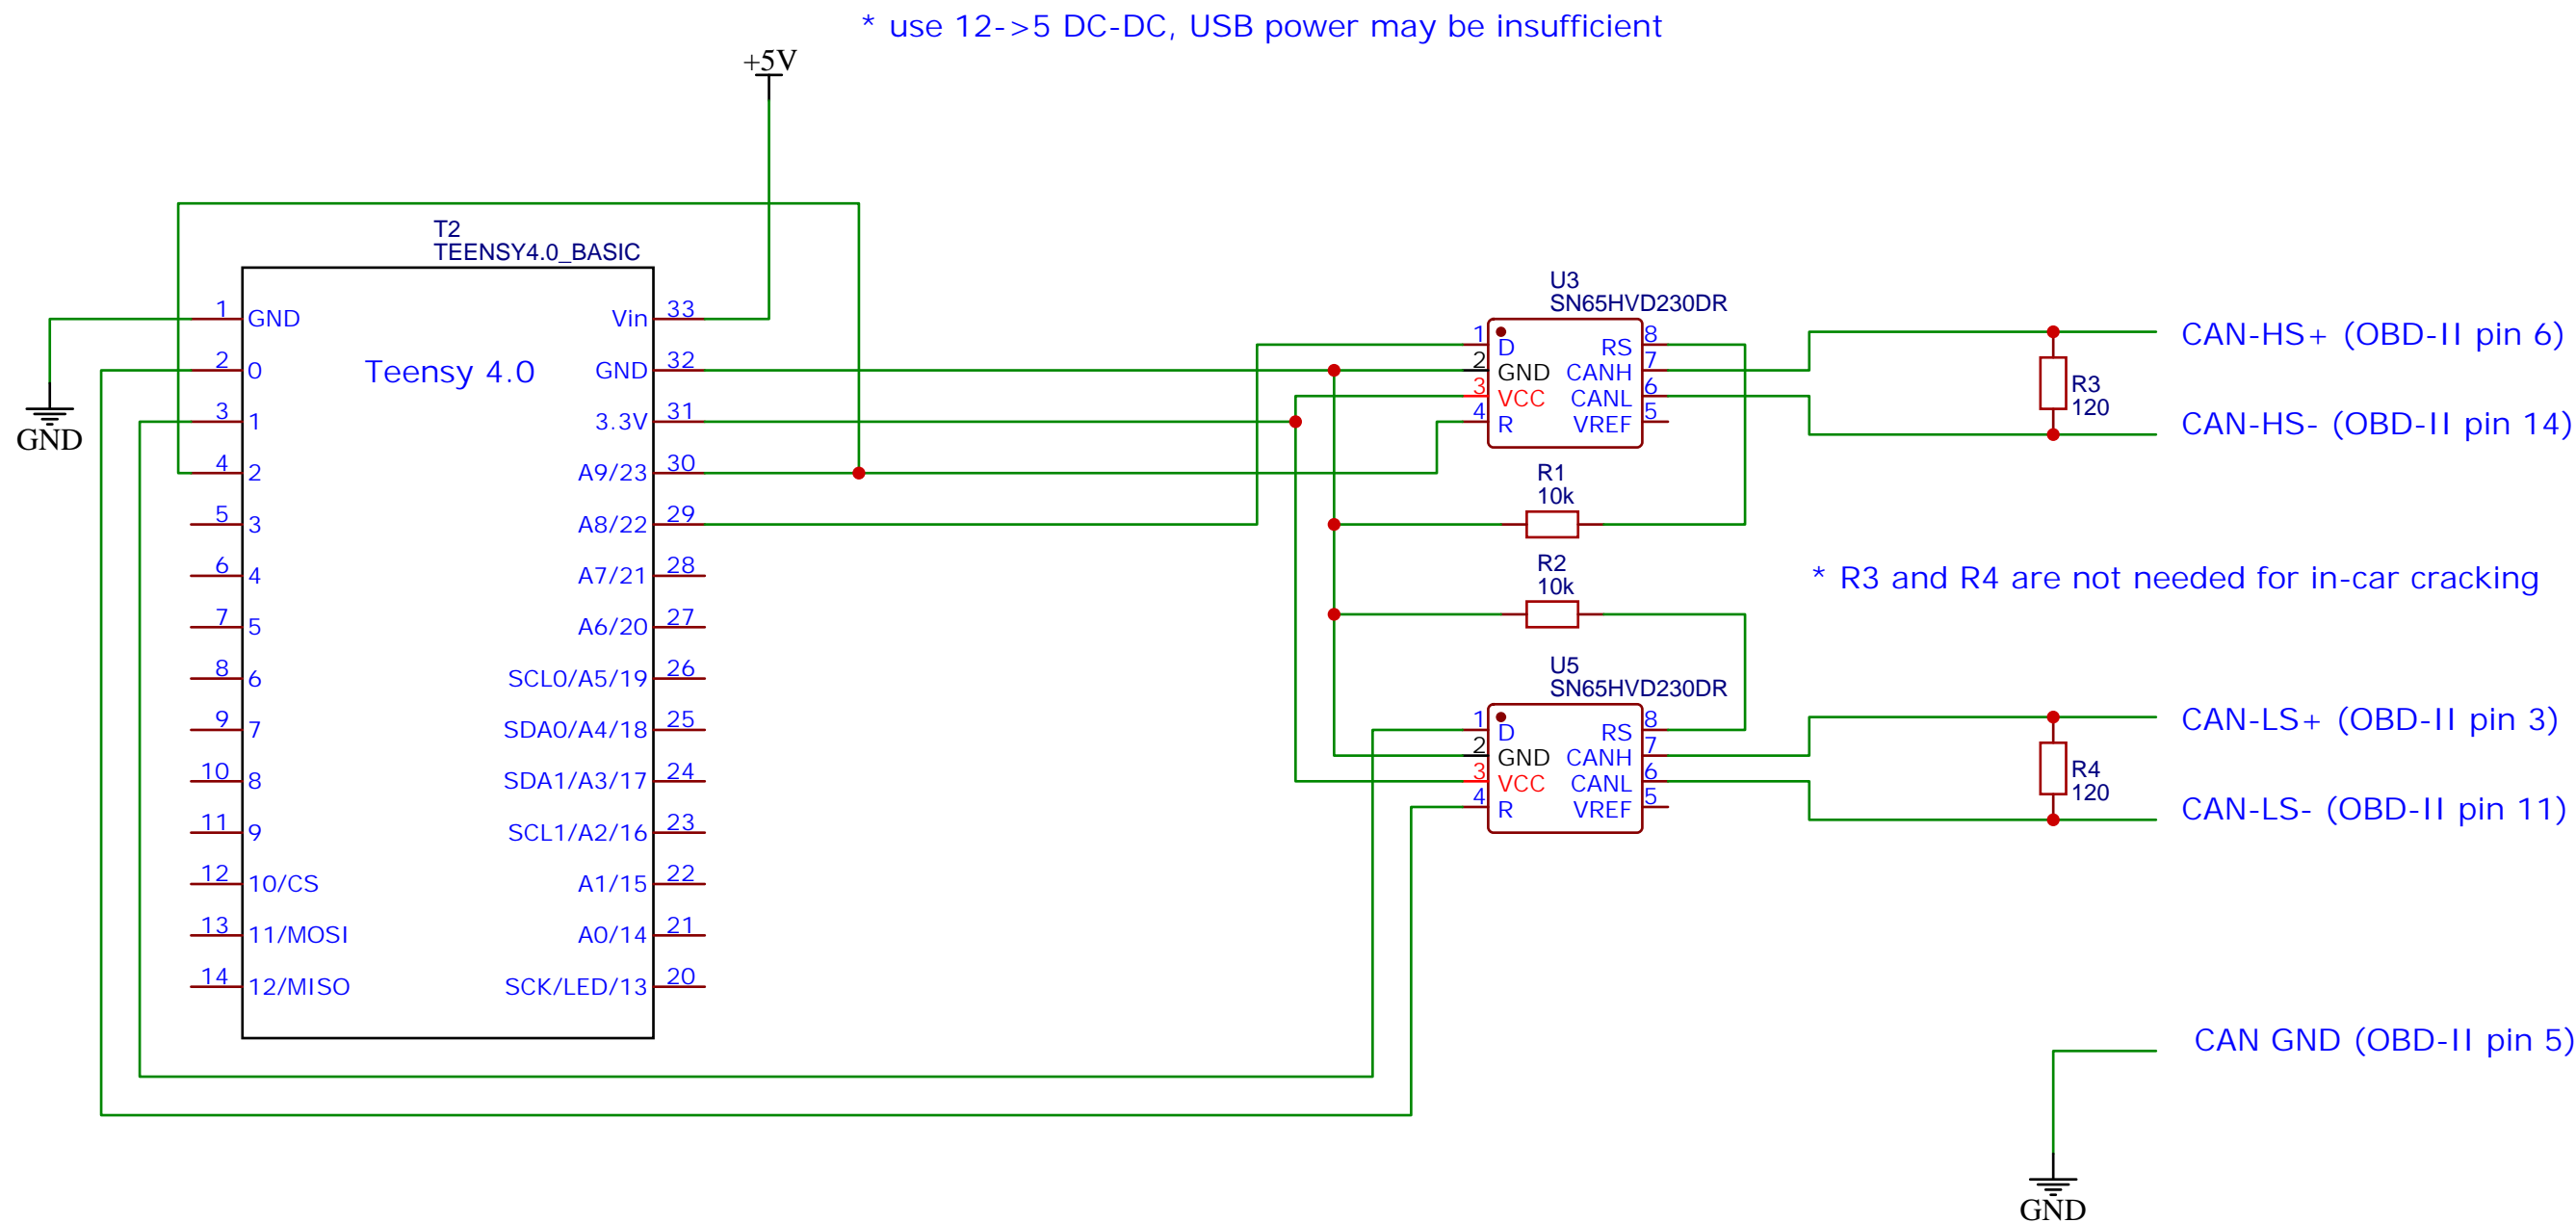 * use 12->5 DC-DC, USB power may be insufficient
+5V
T2
TEENSY4.0_BASIC
Teensy 4.0
1 GND
2 0
3 1
4 2
5 3
6 4
7 5
8 6
9 7
10 8
11 9
12 10/CS
13 11/MOSI
14 12/MISO
Vin 33
GND 32
3.3V 31
A9/23 30
A8/22 29
A7/21 28
A6/20 27
SCL0/A5/19 26
SDA0/A4/18 25
SDA1/A3/17 24
SCL1/A2/16 23
A1/15 22
A0/14 21
SCK/LED/13 20
GND
U3
SN65HVD230DR
1 D RS 8
2 GND CANH 7
3 VCC CANL 6
4 R VREF 5
R1
10k
R2
10k
U5
SN65HVD230DR
1 D RS 8
2 GND CANH 7
3 VCC CANL 6
4 R VREF 5
CAN-HS+ (OBD-II pin 6)
R3
120
CAN-HS- (OBD-II pin 14)
* R3 and R4 are not needed for in-car cracking
CAN-LS+ (OBD-II pin 3)
R4
120
CAN-LS- (OBD-II pin 11)
CAN GND (OBD-II pin 5)
GND